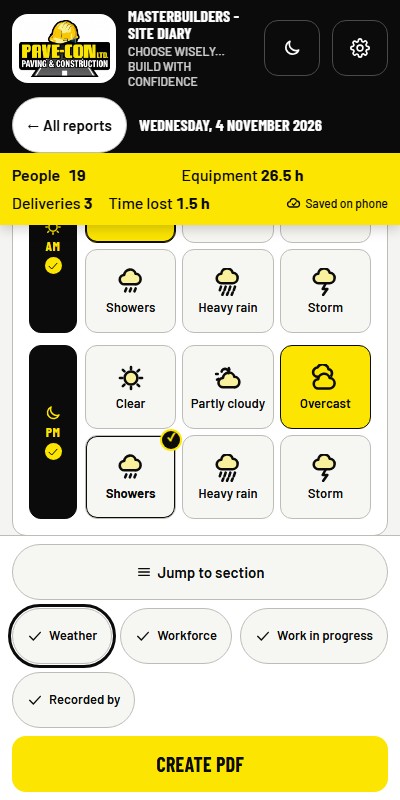 PAVE-CON LTD.
PAVING & CONSTRUCTION
MASTERBUILDERS -
SITE DIARY
CHOOSE WISELY...
BUILD WITH
CONFIDENCE
← All reports
WEDNESDAY, 4 NOVEMBER 2026
People 19
Equipment 26.5 h
Deliveries 3
Time lost 1.5 h
Saved on phone
AM
Showers
Heavy rain
Storm
PM
Clear
Partly cloudy
Overcast
Showers
Heavy rain
Storm
Jump to section
Weather
Workforce
Work in progress
Recorded by
CREATE PDF